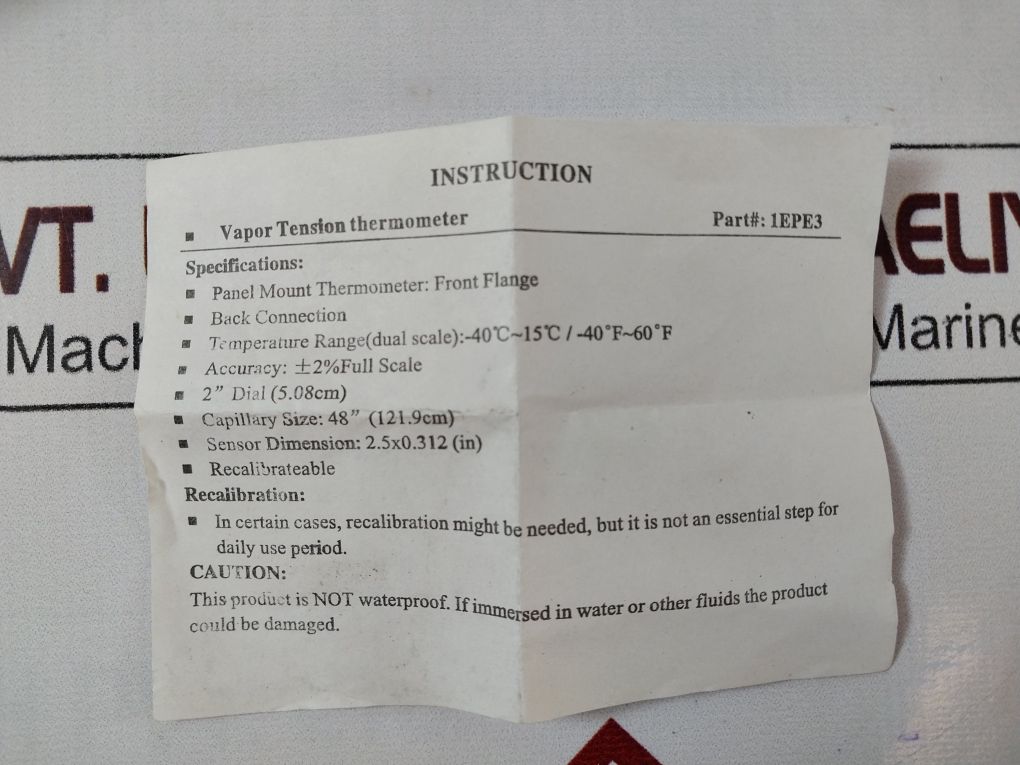 INSTRUCTION
▪ Vapor Tension thermometer Part#: 1EPE3
Specifications:
▪ Panel Mount Thermometer: Front Flange
▪ Back Connection
▪ Temperature Range(dual scale):-40℃~15℃ / -40°F~60°F
▪ Accuracy: ±2%Full Scale
▪ 2” Dial (5.08cm)
▪ Capillary Size: 48” (121.9cm)
▪ Sensor Dimension: 2.5x0.312 (in)
▪ Recalibrateable
Recalibration:
▪ In certain cases, recalibration might be needed, but it is not an essential step for
daily use period.
CAUTION:
This product is NOT waterproof. If immersed in water or other fluids the product
could be damaged.
VT.
Mach
AELI
Marine